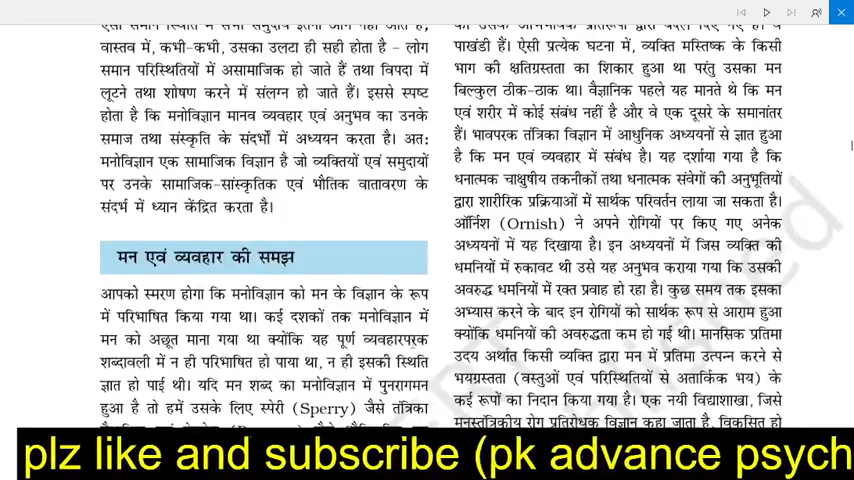 वास्तव में, कभी-कभी, उसका उलटा ही सही होता है – लोग
समान परिस्थितियों में असामाजिक हो जाते हैं तथा विपदा में
लूटने तथा शोषण करने में संलग्न हो जाते हैं। इससे स्पष्ट
होता है कि मनोविज्ञान मानव व्यवहार एवं अनुभव का उनके
समाज तथा संस्कृति के संदर्भों में अध्ययन करता है। अत:
मनोविज्ञान एक सामाजिक विज्ञान है जो व्यक्तियों एवं समुदायों
पर उनके सामाजिक-सांस्कृतिक एवं भौतिक वातावरण के
संदर्भ में ध्यान केंद्रित करता है।
मन एवं व्यवहार की समझ
आपको स्मरण होगा कि मनोविज्ञान को मन के विज्ञान के रूप
में परिभाषित किया गया था। कई दशकों तक मनोविज्ञान में
मन को अछूत माना गया था क्योंकि यह पूर्ण व्यवहारपरक
शब्दावली में न ही परिभाषित हो पाया था, न ही इसकी स्थिति
ज्ञात हो पाई थी। यदि मन शब्द का मनोविज्ञान में पुनरागमन
हुआ है तो हमें उसके लिए स्पेरी (Sperry) जैसे तंत्रिका
पाखंडी हैं। ऐसी प्रत्येक घटना में, व्यक्ति मस्तिष्क के किसी
भाग की क्षतिग्रस्तता का शिकार हुआ था परंतु उसका मन
बिल्कुल ठीक-ठाक था। वैज्ञानिक पहले यह मानते थे कि मन
एवं शरीर में कोई संबंध नहीं है और वे एक दूसरे के समानांतर
हैं। भावपरक तंत्रिका विज्ञान में आधुनिक अध्ययनों से ज्ञात हुआ
है कि मन एवं व्यवहार में संबंध है। यह दर्शाया गया है कि
धनात्मक चाक्षुषीय तकनीकों तथा धनात्मक संवेगों की अनुभूतियों
द्वारा शारीरिक प्रक्रियाओं में सार्थक परिवर्तन लाया जा सकता है।
ऑर्निश (Ornish) ने अपने रोगियों पर किए गए अनेक
अध्ययनों में यह दिखाया है। इन अध्ययनों में जिस व्यक्ति की
धमनियों में रुकावट थी उसे यह अनुभव कराया गया कि उसकी
अवरुद्ध धमनियों में रक्त प्रवाह हो रहा है। कुछ समय तक इसका
अभ्यास करने के बाद इन रोगियों को सार्थक रूप से आराम हुआ
क्योंकि धमनियों की अवरुद्धता कम हो गई थी। मानसिक प्रतिमा
उदय अर्थात किसी व्यक्ति द्वारा मन में प्रतिमा उत्पन्न करने से
भयग्रस्तता (वस्तुओं एवं परिस्थितियों से अतार्किक भय) के
कई रूपों का निदान किया गया है। एक नयी विद्याशाखा, जिसे
मनस्तंत्रिकीय रोग प्रतिरोधक विज्ञान कहा जाता है, विकसित हो
plz like and subscribe (pk advance psych